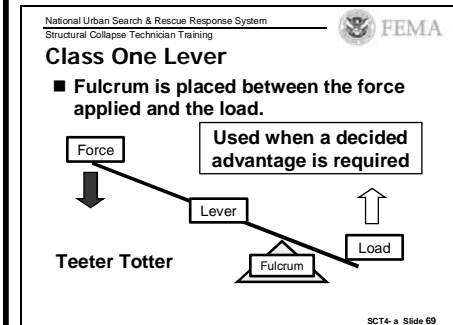 National Urban Search & Rescue Response System
Structural Collapse Technician Training
FEMA
Class One Lever
■ Fulcrum is placed between the force
applied and the load.
Used when a decided
advantage is required
Force
Lever
Load
Fulcrum
Teeter Totter
SCT4- a Slide 69